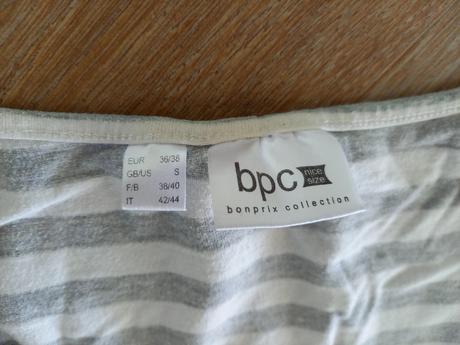 EUR 36/38
GB/US S
F/B 38/40
IT 42/44
bpc nice size
bonprix collection